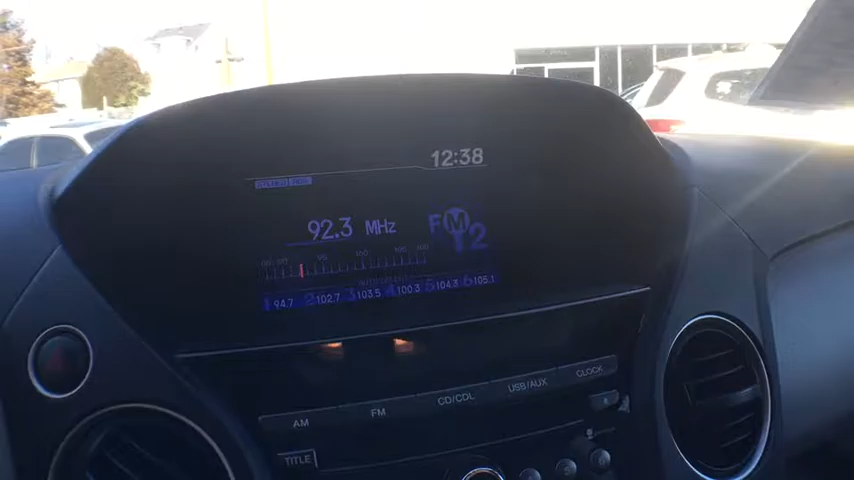 12:38
92.3 MHz FM2
1 94.7 2 102.7 3 103.5 4 100.3 5 104.3 6 105.1
AM FM CD/DISC USB/AUX CLOCK
TITLE